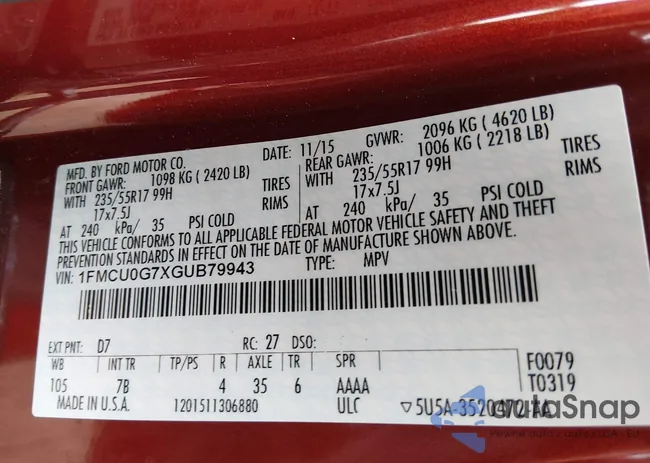 MFD. BY FORD MOTOR CO. DATE: 11/15 GVWR: 2096 KG ( 4620 LB)
FRONT GAWR: 1098 KG ( 2420 LB) REAR GAWR: 1006 KG ( 2218 LB)
WITH 235/55R17 99H TIRES WITH 235/55R17 99H TIRES
17x7.5J RIMS 17x7.5J RIMS
AT 240 kPa/ 35 PSI COLD AT 240 kPa/ 35 PSI COLD
THIS VEHICLE CONFORMS TO ALL APPLICABLE FEDERAL MOTOR VEHICLE SAFETY AND THEFT
PREVENTION STANDARDS IN EFFECT ON THE DATE OF MANUFACTURE SHOWN ABOVE.
VIN: 1FMCU0G7XGUB79943 TYPE: MPV
EXT PNT: D7 RC: 27 DSO:
WB INT TR TP/PS R AXLE TR SPR F0079
105 7B 4 35 6 AAAA T0319
MADE IN U.S.A. 1201511306880 ULC ▽5U5A-3520472-AA
autoSnap